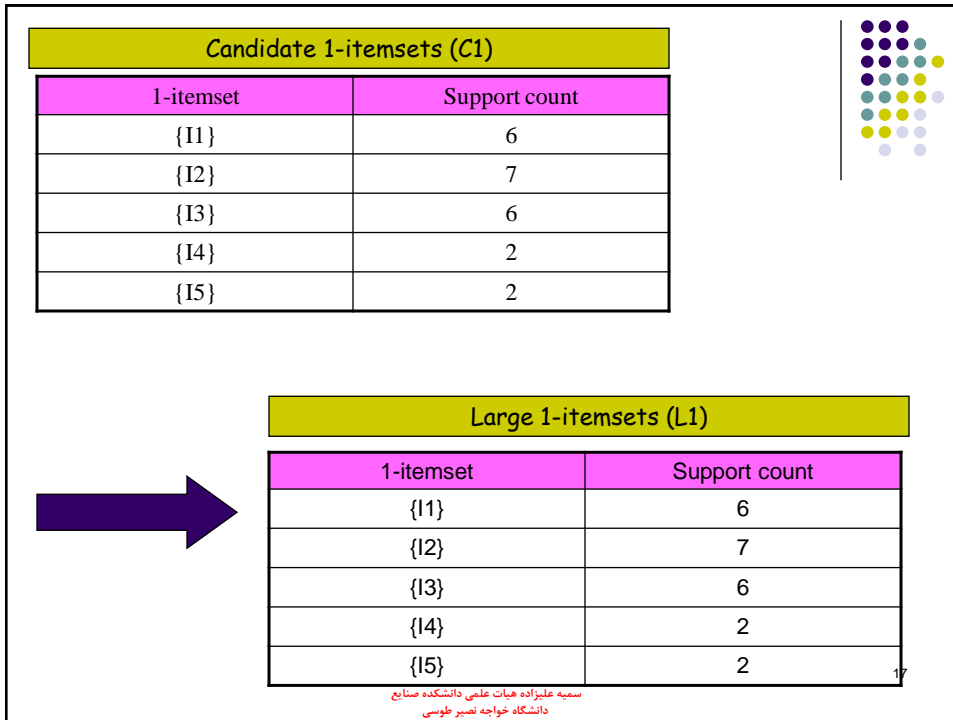 Candidate 1-itemsets (C1)
1-itemset Support count
{I1} 6
{I2} 7
{I3} 6
{I4} 2
{I5} 2
Large 1-itemsets (L1)
1-itemset Support count
{I1} 6
{I2} 7
{I3} 6
{I4} 2
{I5} 2
17
سمیه علیزاده هیات علمی دانشکده صنایع
دانشگاه خواجه نصیر طوسی